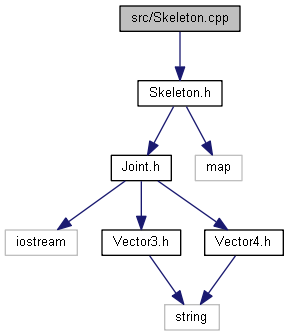 src/Skeleton.cpp
Skeleton.h
Joint.h
map
iostream
Vector3.h
Vector4.h
string